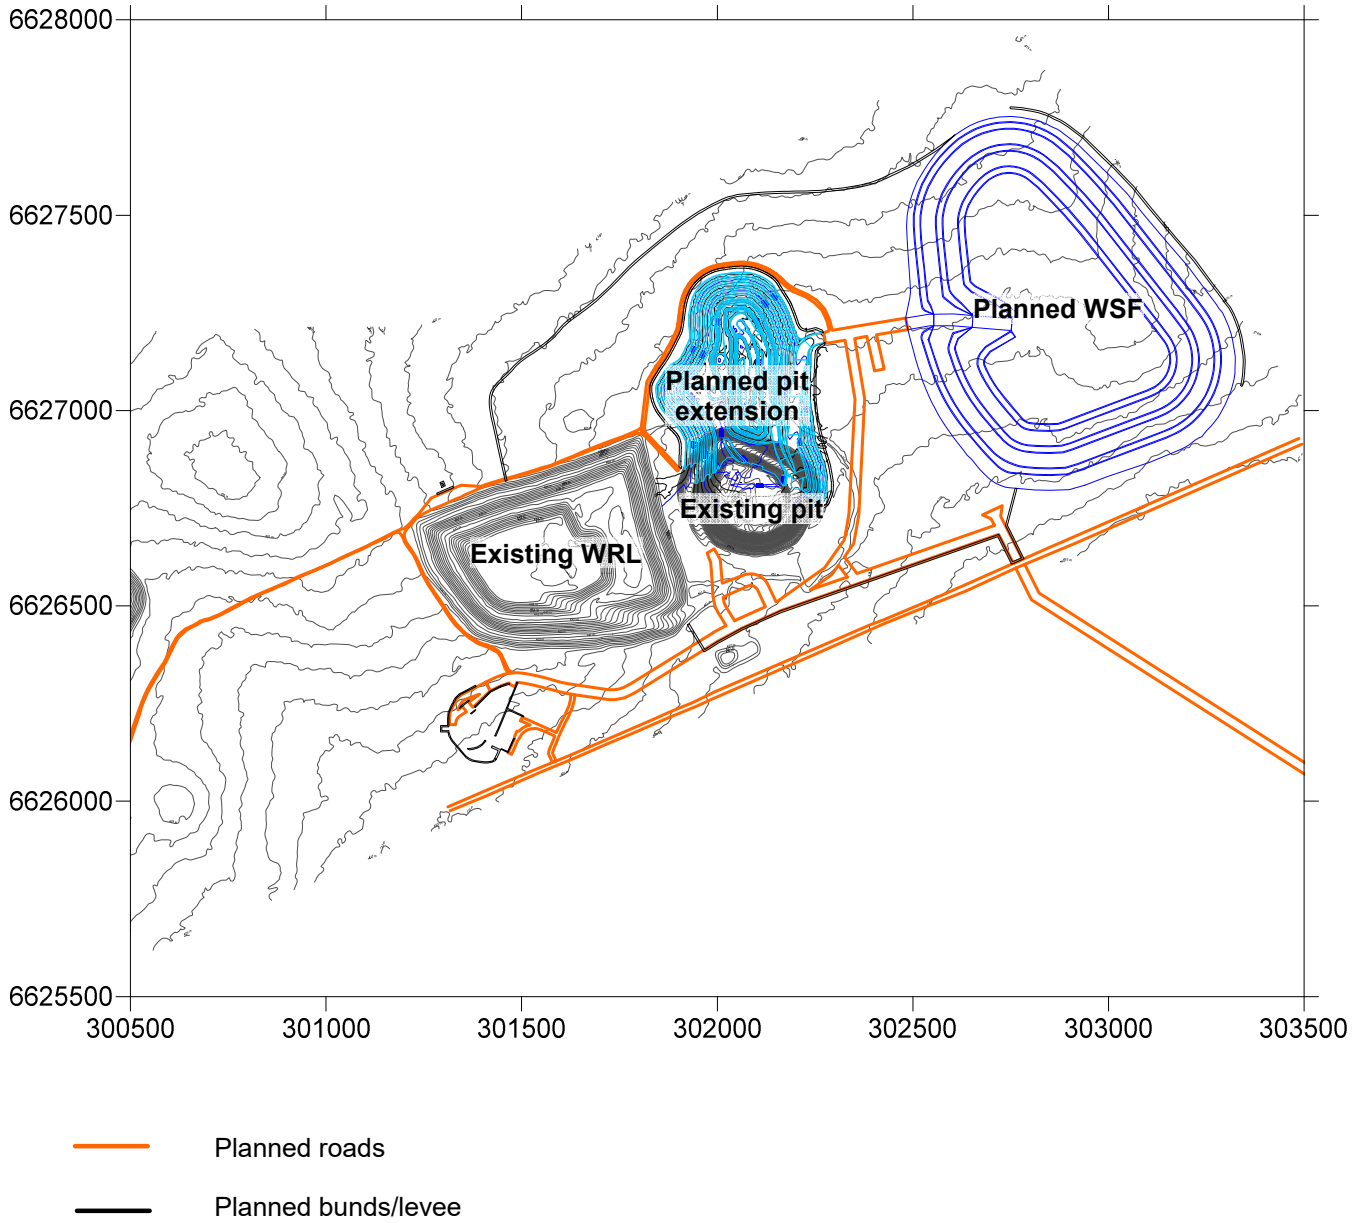 6628000
6627500
Planned WSF
Planned pit
extension
6627000
Existing pit
Existing WRL
6626500
6626000
6625500
300500 301000 301500 302000 302500 303000 303500
Planned roads
Planned bunds/levee